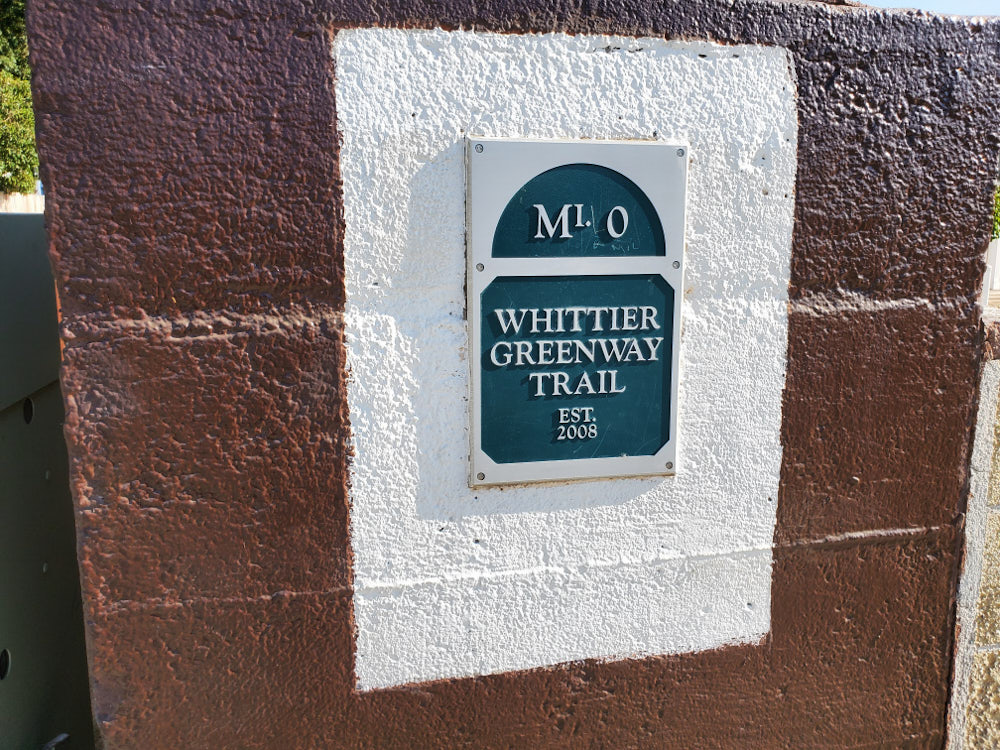 MI. 0
WHITTIER
GREENWAY
TRAIL
EST.
2008